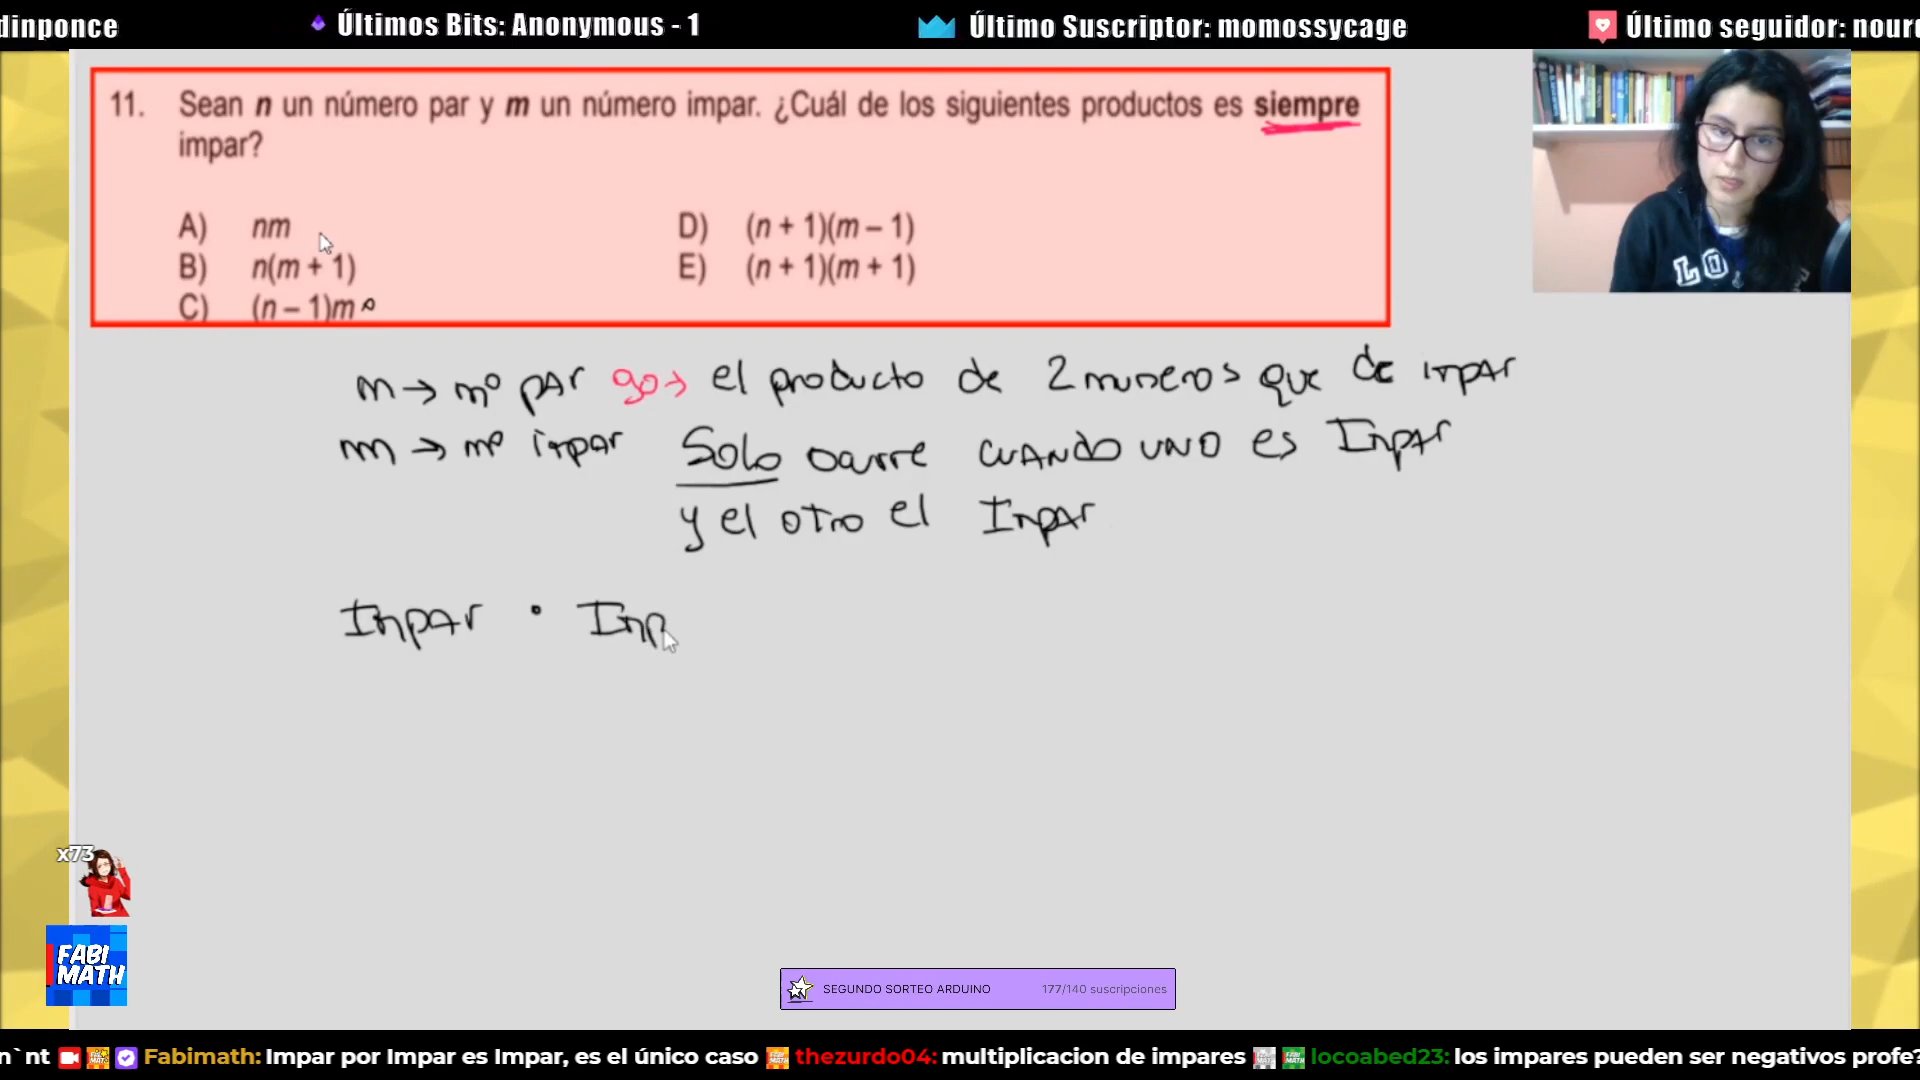 dinponce
Últimos Bits: Anonymous - 1
Último Suscriptor: momossycage
Último seguidor: nour
11. Sean n un número par y m un número impar. ¿Cuál de los siguientes productos es siempre
impar?
A) nm
B) n(m + 1)
C) (n – 1)m
D) (n + 1)(m – 1)
E) (n + 1)(m + 1)
LO
n → nº par el producto de 2 numeros que de impar
m → nº impar Solo ocurre cuando uno es Impar
y el otro el Impar
Impar · Imp
x73
FABI
MATH
SEGUNDO SORTEO ARDUINO 177/140 suscripciones
n`nt Fabimath: Impar por Impar es Impar, es el único caso thezurdo04: multiplicacion de impares locoabed23: los impares pueden ser negativos profe?